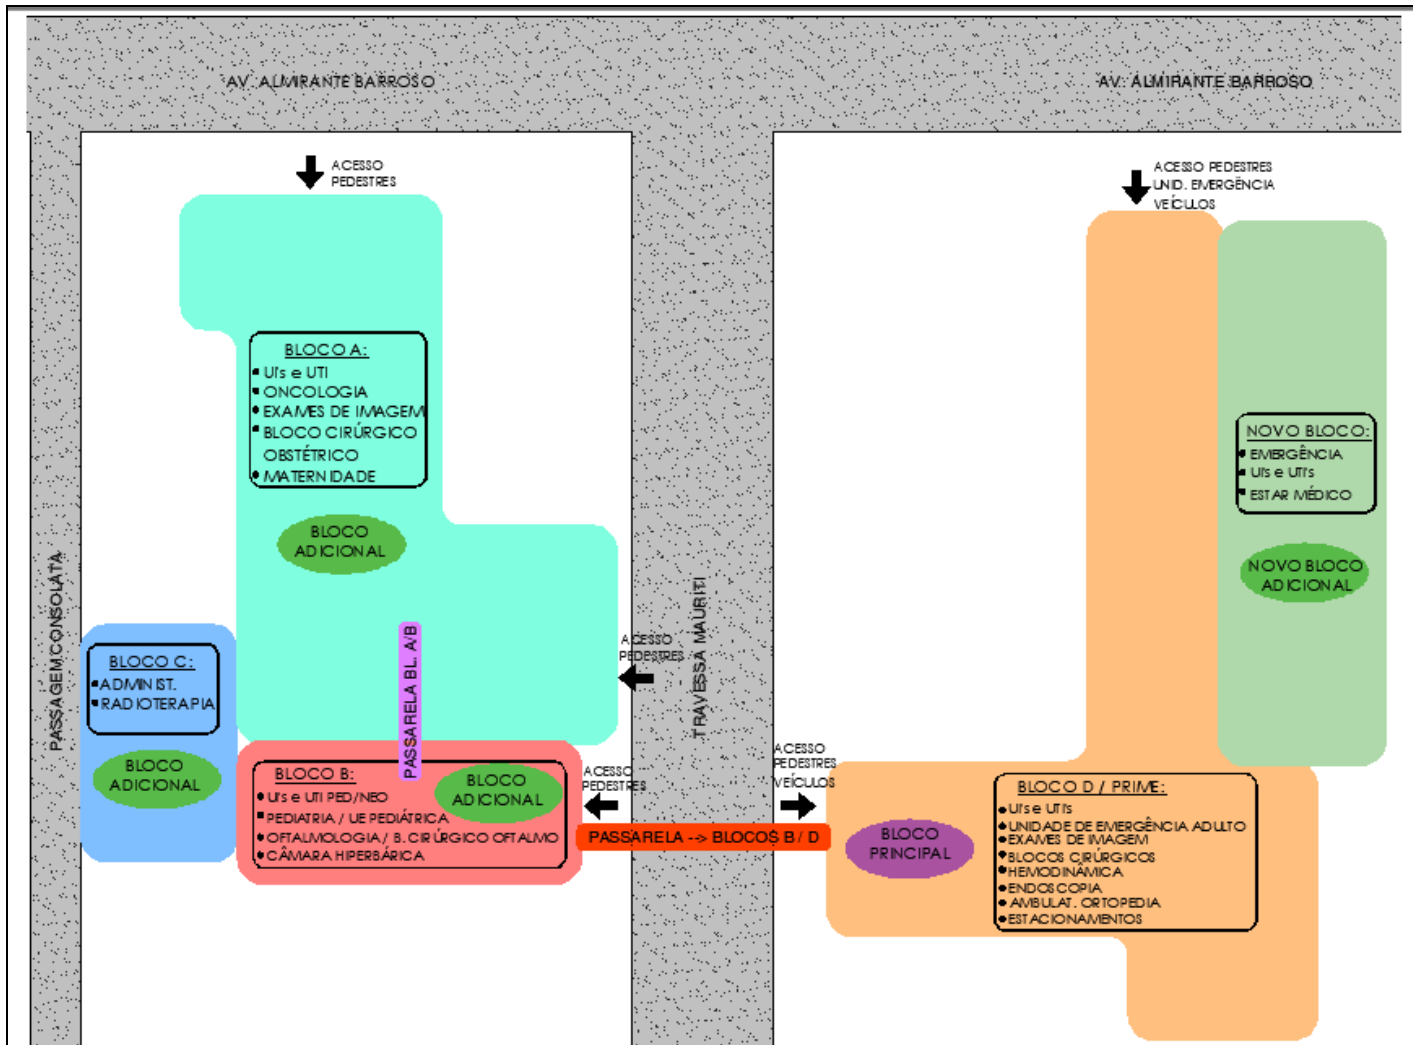 AV. ALMIRANTE BARROSO
AV. ALMIRANTE BARROSO
ACESSO
PEDESTRES
ACESSO PEDESTRES
UNID. EMERGÊNCIA
VEÍCULOS
BLOCO A:
UI's e UTI
ONCOLOGIA
EXAMES DE IMAGEM
BLOCO CIRÚRGICO
OBSTÉTRICO
MATERNIDADE
BLOCO
ADICIONAL
NOVO BLOCO:
EMERGÊNCIA
UI's e UTI's
ESTAR MÉDICO
NOVO BLOCO
ADICIONAL
PASSAGEM CONSOLATA
BLOCO C:
ADMINIST.
RADIOTERAPIA
BLOCO
ADICIONAL
PASSARELA BL. A/B
ACESSO
PEDESTRES
TRAVESSA MAURITI
BLOCO B:
UI's e UTI PED/NEO
PEDIATRIA / UE PEDIÁTRICA
OFTALMOLOGIA / B. CIRÚRGICO OFTALMO
CÂMARA HIPERBÁRICA
BLOCO
ADICIONAL
ACESSO
PEDESTRES
PASSARELA --> BLOCOS B / D
ACESSO
PEDESTRES
VEÍCULOS
BLOCO
PRINCIPAL
BLOCO D / PRIME:
UI's e UTI's
UNIDADE DE EMERGÊNCIA ADULTO
EXAMES DE IMAGEM
BLOCOS CIRÚRGICOS
HEMODINÂMICA
ENDOSCOPIA
AMBULAT. ORTOPEDIA
ESTACIONAMENTOS